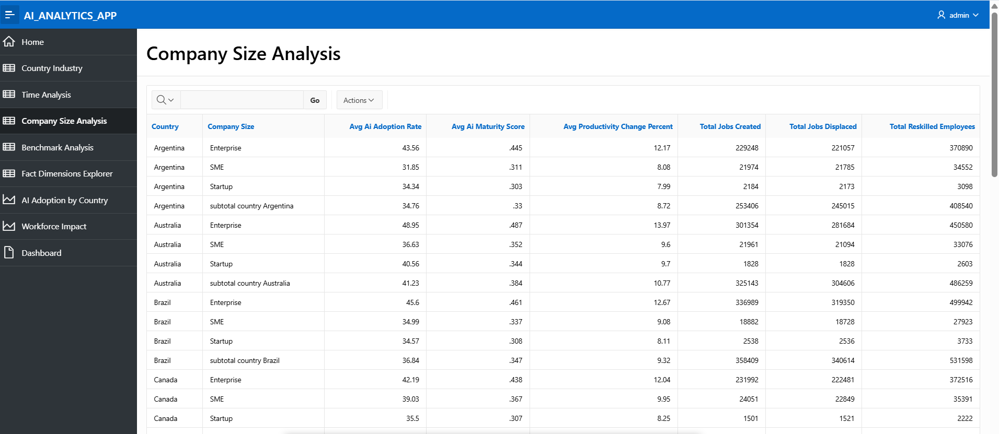 AI_ANALYTICS_APP
admin
Home
Country Industry
Time Analysis
Company Size Analysis
Benchmark Analysis
Fact Dimensions Explorer
AI Adoption by Country
Workforce Impact
Dashboard
Company Size Analysis
Go Actions
Country Company Size Avg Ai Adoption Rate Avg Ai Maturity Score Avg Productivity Change Percent Total Jobs Created Total Jobs Displaced Total Reskilled Employees
Argentina Enterprise 43.56 .445 12.17 229248 221057 370890
Argentina SME 31.85 .311 8.08 21974 21785 34552
Argentina Startup 34.34 .303 7.99 2184 2173 3098
Argentina subtotal country Argentina 34.76 .33 8.72 253406 245015 408540
Australia Enterprise 48.95 .487 13.97 301354 281684 450580
Australia SME 36.63 .352 9.6 21961 21094 33076
Australia Startup 40.56 .344 9.7 1828 1828 2603
Australia subtotal country Australia 41.23 .384 10.77 325143 304606 486259
Brazil Enterprise 45.6 .461 12.67 336989 319350 499942
Brazil SME 34.99 .337 9.08 18882 18728 27923
Brazil Startup 34.57 .308 8.11 2538 2536 3733
Brazil subtotal country Brazil 36.84 .347 9.32 358409 340614 531598
Canada Enterprise 42.19 .438 12.04 231992 222481 372516
Canada SME 39.03 .367 9.95 24051 22849 35391
Canada Startup 35.5 .307 8.25 1501 1521 2222